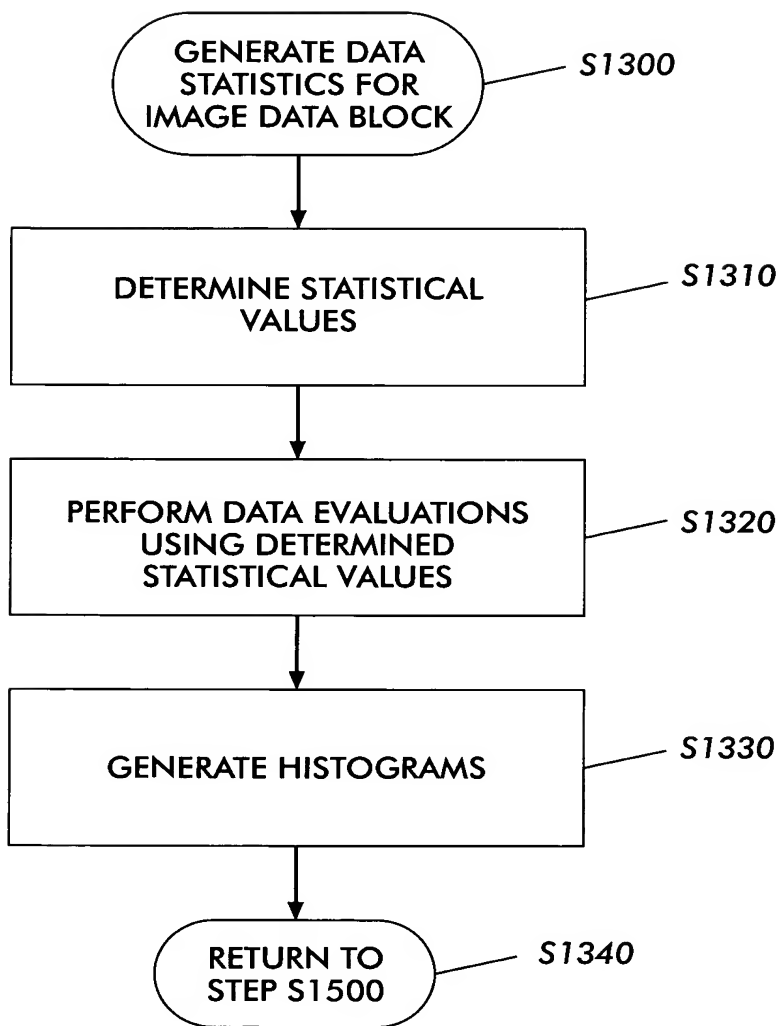 GENERATE DATA
STATISTICS FOR
IMAGE DATA BLOCK
S1300
DETERMINE STATISTICAL
VALUES
S1310
PERFORM DATA EVALUATIONS
USING DETERMINED
STATISTICAL VALUES
S1320
GENERATE HISTOGRAMS
S1330
RETURN TO
STEP S1500
S1340